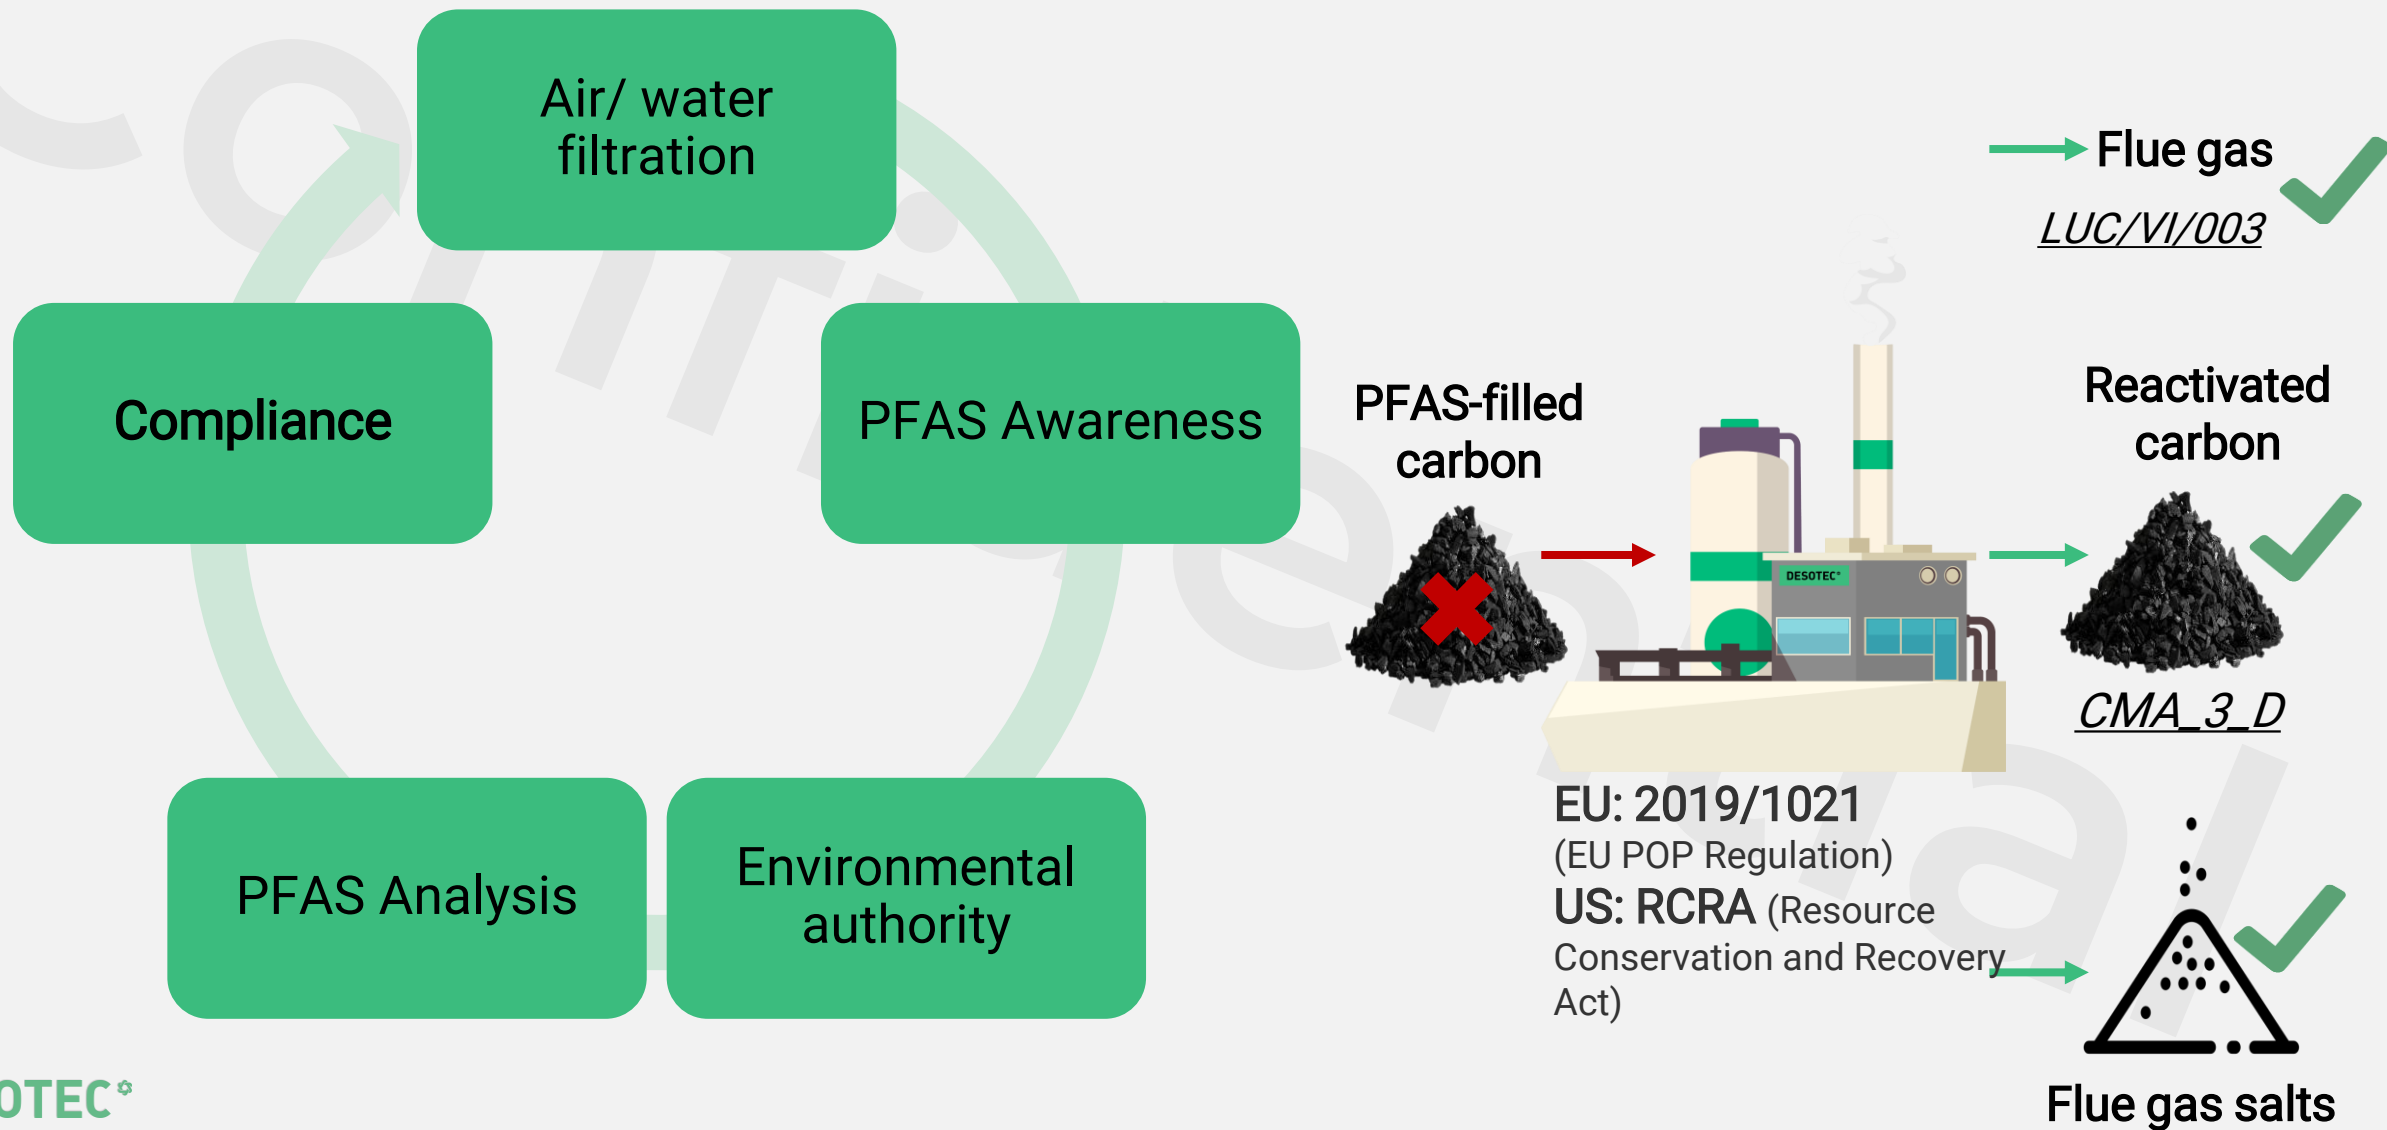 Air/ water
filtration
PFAS Awareness
Environmental
authority
PFAS Analysis
Compliance
PFAS-filled
carbon
DESOTEC
EU: 2019/1021
(EU POP Regulation)
US: RCRA (Resource
Conservation and Recovery
Act)
Flue gas
LUC/VI/003
Reactivated
carbon
CMA_3_D
Flue gas salts
OTEC
Confidential